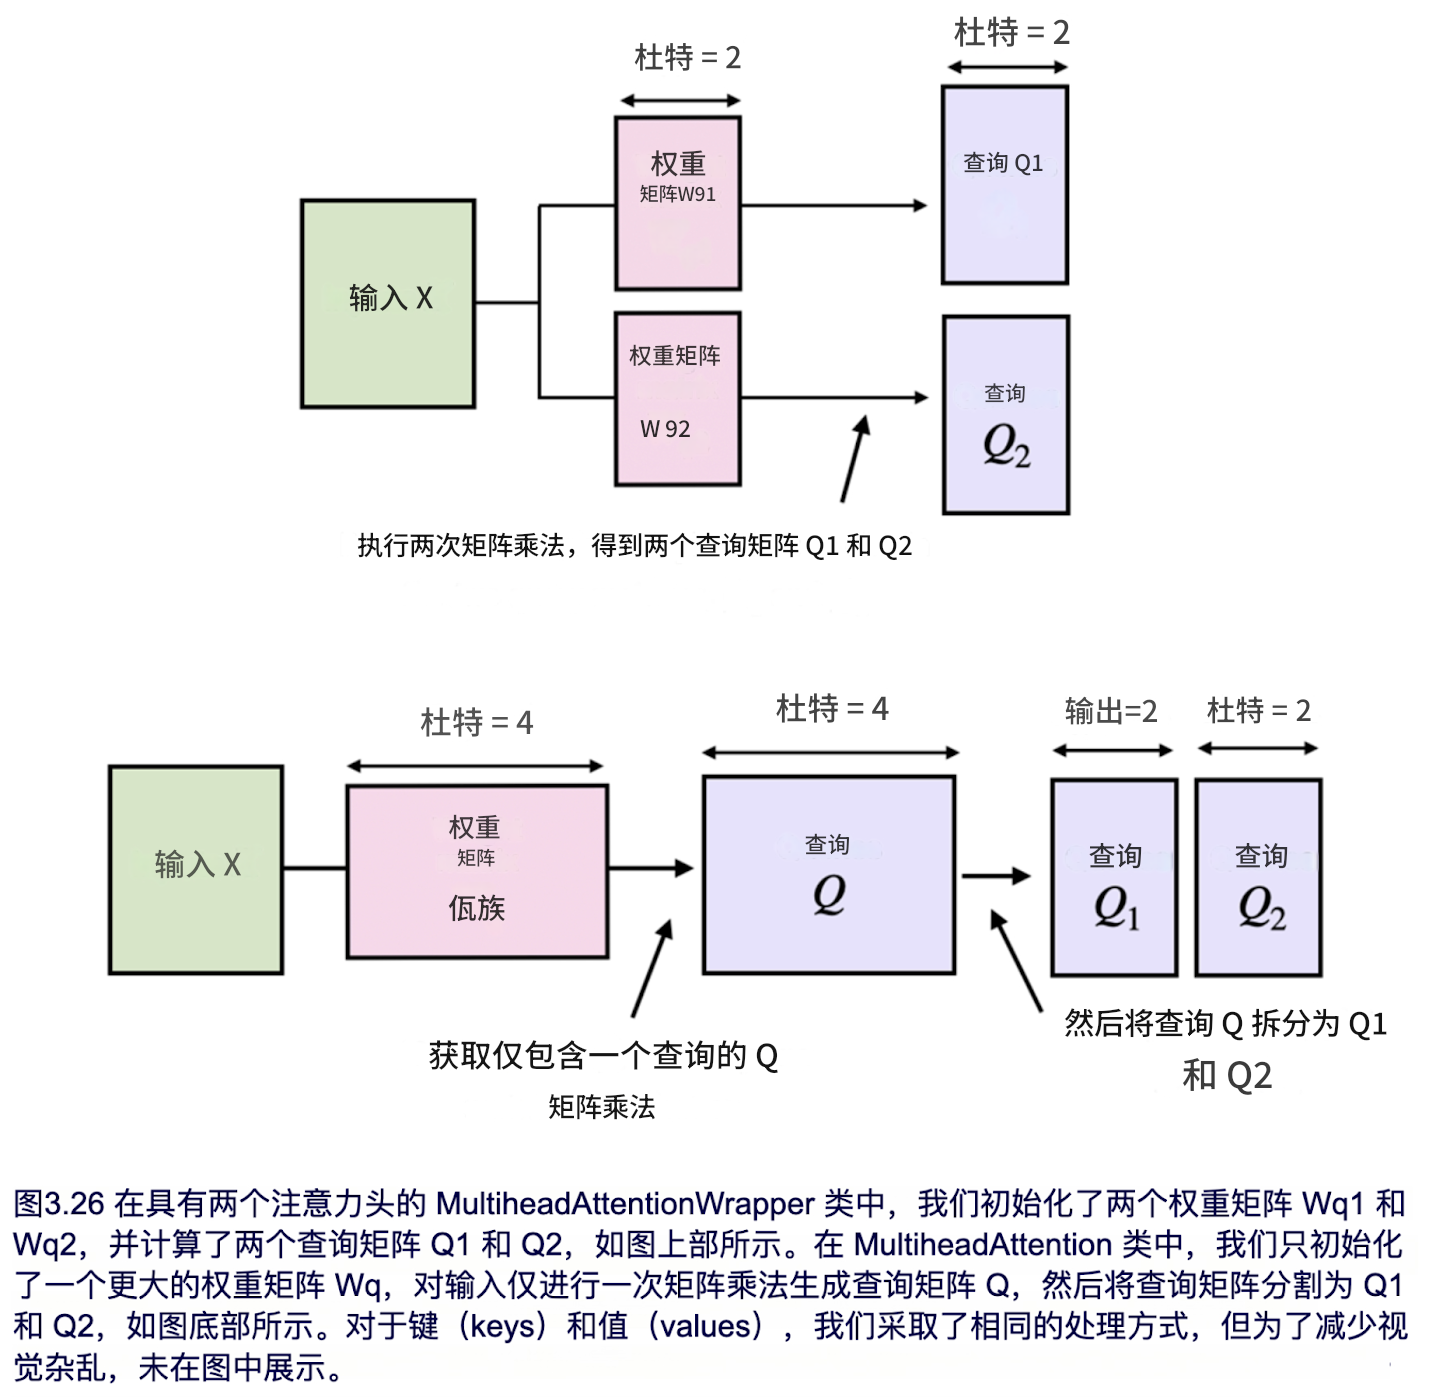 杜特 = 2
杜特 = 2
权重
矩阵W91
查询 Q1
输入 X
权重矩阵
W 92
查询
Q2
执行两次矩阵乘法，得到两个查询矩阵 Q1 和 Q2
杜特 = 4
杜特 = 4
输出=2
杜特 = 2
输入 X
权重
矩阵
佤族
查询
Q
查询
Q1
查询
Q2
获取仅包含一个查询的 Q
矩阵乘法
然后将查询 Q 拆分为 Q1
和 Q2
图3.26 在具有两个注意力头的 MultiheadAttentionWrapper 类中，我们初始化了两个权重矩阵 Wq1 和
Wq2，并计算了两个查询矩阵 Q1 和 Q2，如图上部所示。在 MultiheadAttention 类中，我们只初始化
了一个更大的权重矩阵 Wq，对输入仅进行一次矩阵乘法生成查询矩阵 Q，然后将查询矩阵分割为 Q1
和 Q2，如图底部所示。对于键（keys）和值（values），我们采取了相同的处理方式，但为了减少视
觉杂乱，未在图中展示。